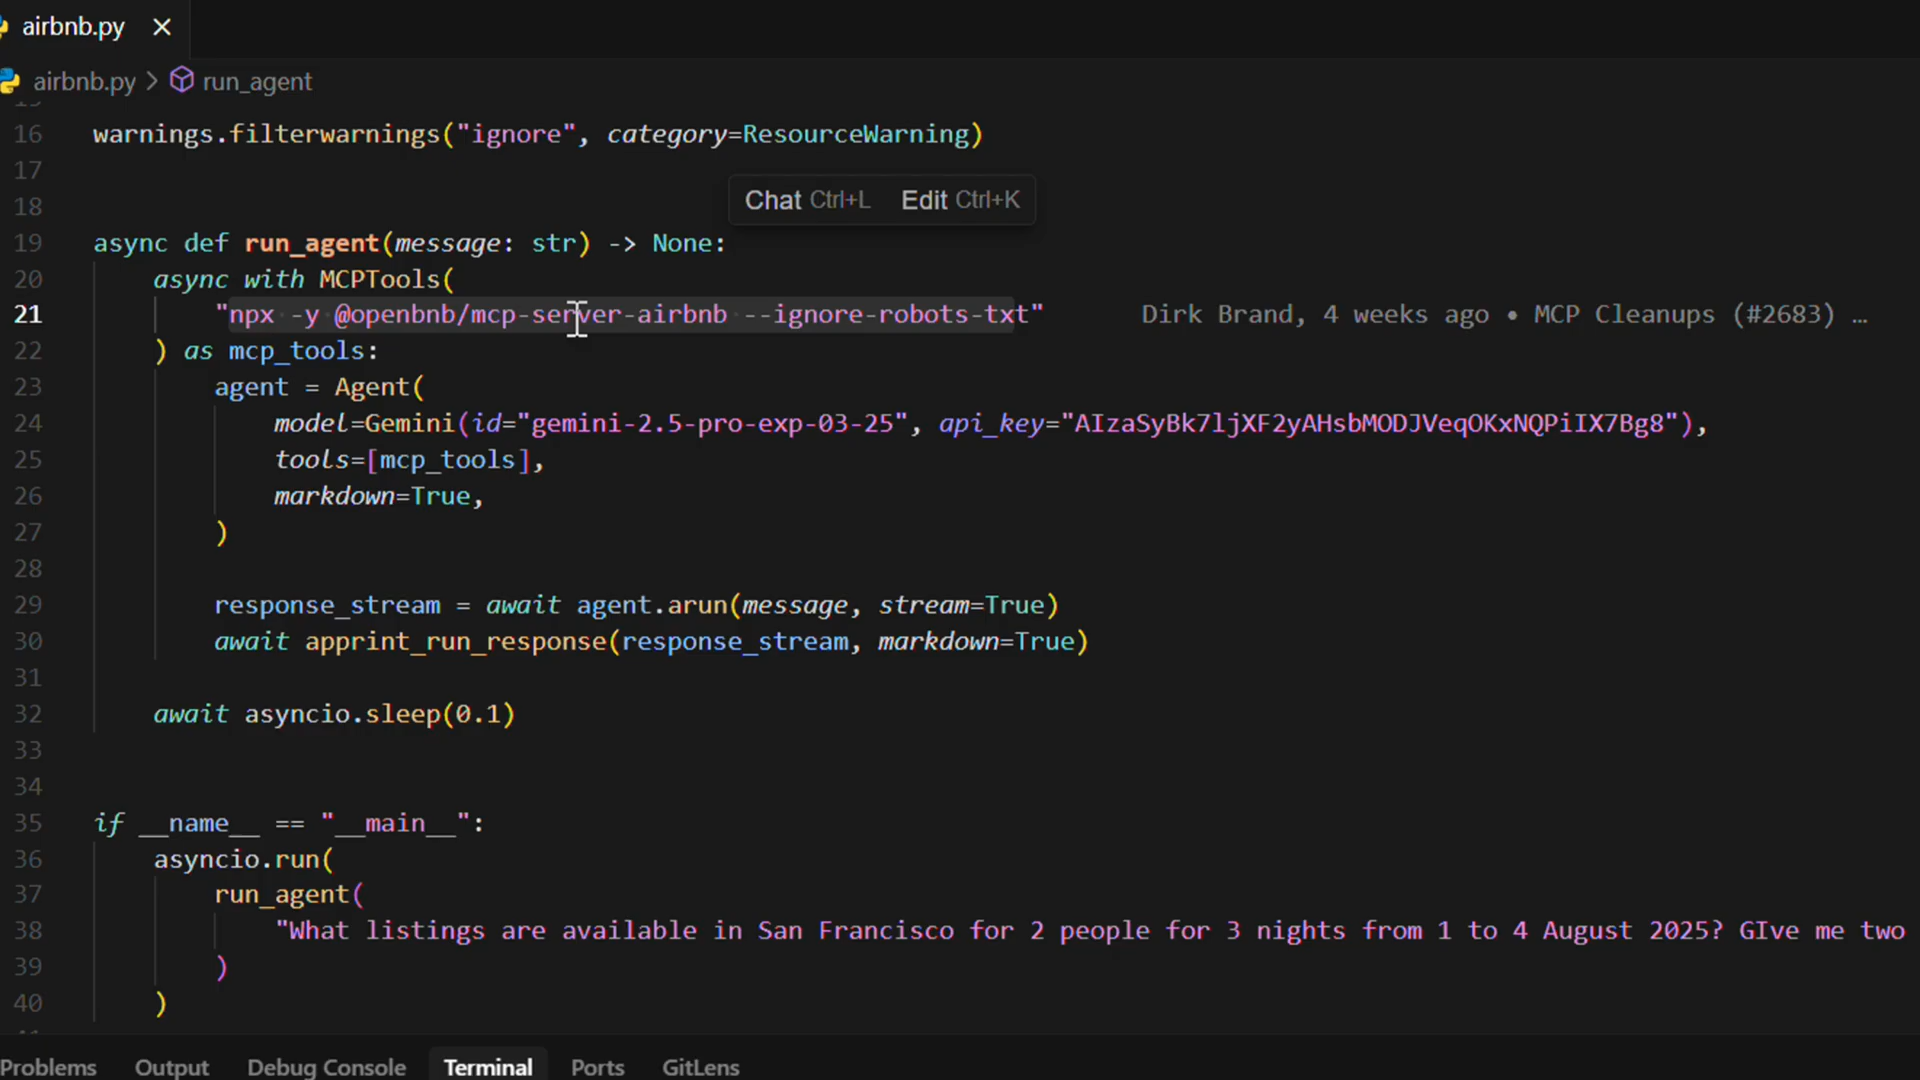 airbnb.py
airbnb.py > run_agent
16 warnings.filterwarnings("ignore", category=ResourceWarning)
17
18
Chat Ctrl+L Edit Ctrl+K
19 async def run_agent(message: str) -> None:
20 async with MCPTools(
21 "npx -y @openbnb/mcp-server-airbnb --ignore-robots-txt" Dirk Brand, 4 weeks ago • MCP Cleanups (#2683) …
22 ) as mcp_tools:
23 agent = Agent(
24 model=Gemini(id="gemini-2.5-pro-exp-03-25", api_key="AIzaSyBk7ljXF2yAHsbMODJVeqOKxNQPiIX7Bg8"),
25 tools=[mcp_tools],
26 markdown=True,
27 )
28
29 response_stream = await agent.arun(message, stream=True)
30 await apprint_run_response(response_stream, markdown=True)
31
32 await asyncio.sleep(0.1)
33
34
35 if __name__ == "__main__":
36 asyncio.run(
37 run_agent(
38 "What listings are available in San Francisco for 2 people for 3 nights from 1 to 4 August 2025? GIve me two
39 )
40 )
Problems Output Debug Console Terminal Ports GitLens